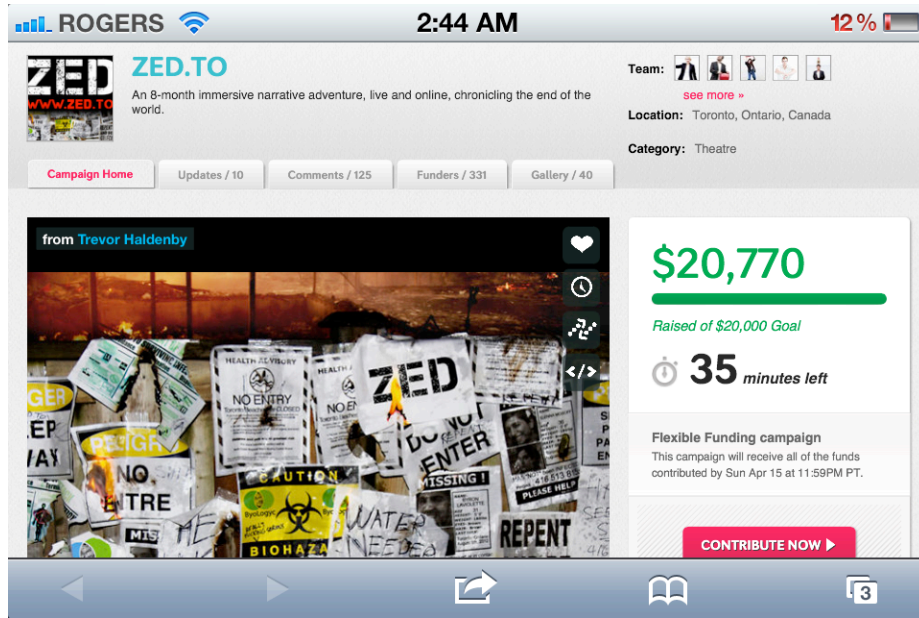 ROGERS 2:44 AM 12%
ZED
WWW.ZED.TO
ZED.TO
An 8-month immersive narrative adventure, live and online, chronicling the end of the
world.
Team:
see more »
Location: Toronto, Ontario, Canada
Category: Theatre
Campaign Home
Updates / 10
Comments / 125
Funders / 331
Gallery / 40
from Trevor Haldenby
HEALTH ADVISORY
NO ENTRY
HEALTH
ZED
DO NOT
ENTER
PELIGRO
NO
MISSING!
PLEASE HELP
CAUTION
ByoLogyc
BIOHAZA
WATER
NEEDED
REPENT
$20,770
Raised of $20,000 Goal
35 minutes left
Flexible Funding campaign
This campaign will receive all of the funds
contributed by Sun Apr 15 at 11:59PM PT.
CONTRIBUTE NOW
3